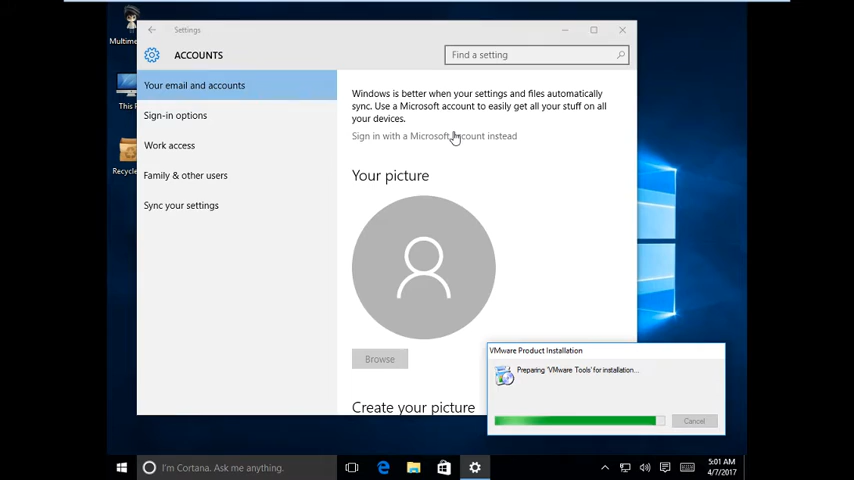 Multime
This P
Recycle
Settings
ACCOUNTS
Find a setting
Your email and accounts
Sign-in options
Work access
Family & other users
Sync your settings
Windows is better when your settings and files automatically
sync. Use a Microsoft account to easily get all your stuff on all
your devices.
Sign in with a Microsoft account instead
Your picture
Browse
Create your picture
VMware Product Installation
Preparing 'VMware Tools' for installation...
Cancel
I'm Cortana. Ask me anything.
5:01 AM
4/7/2017